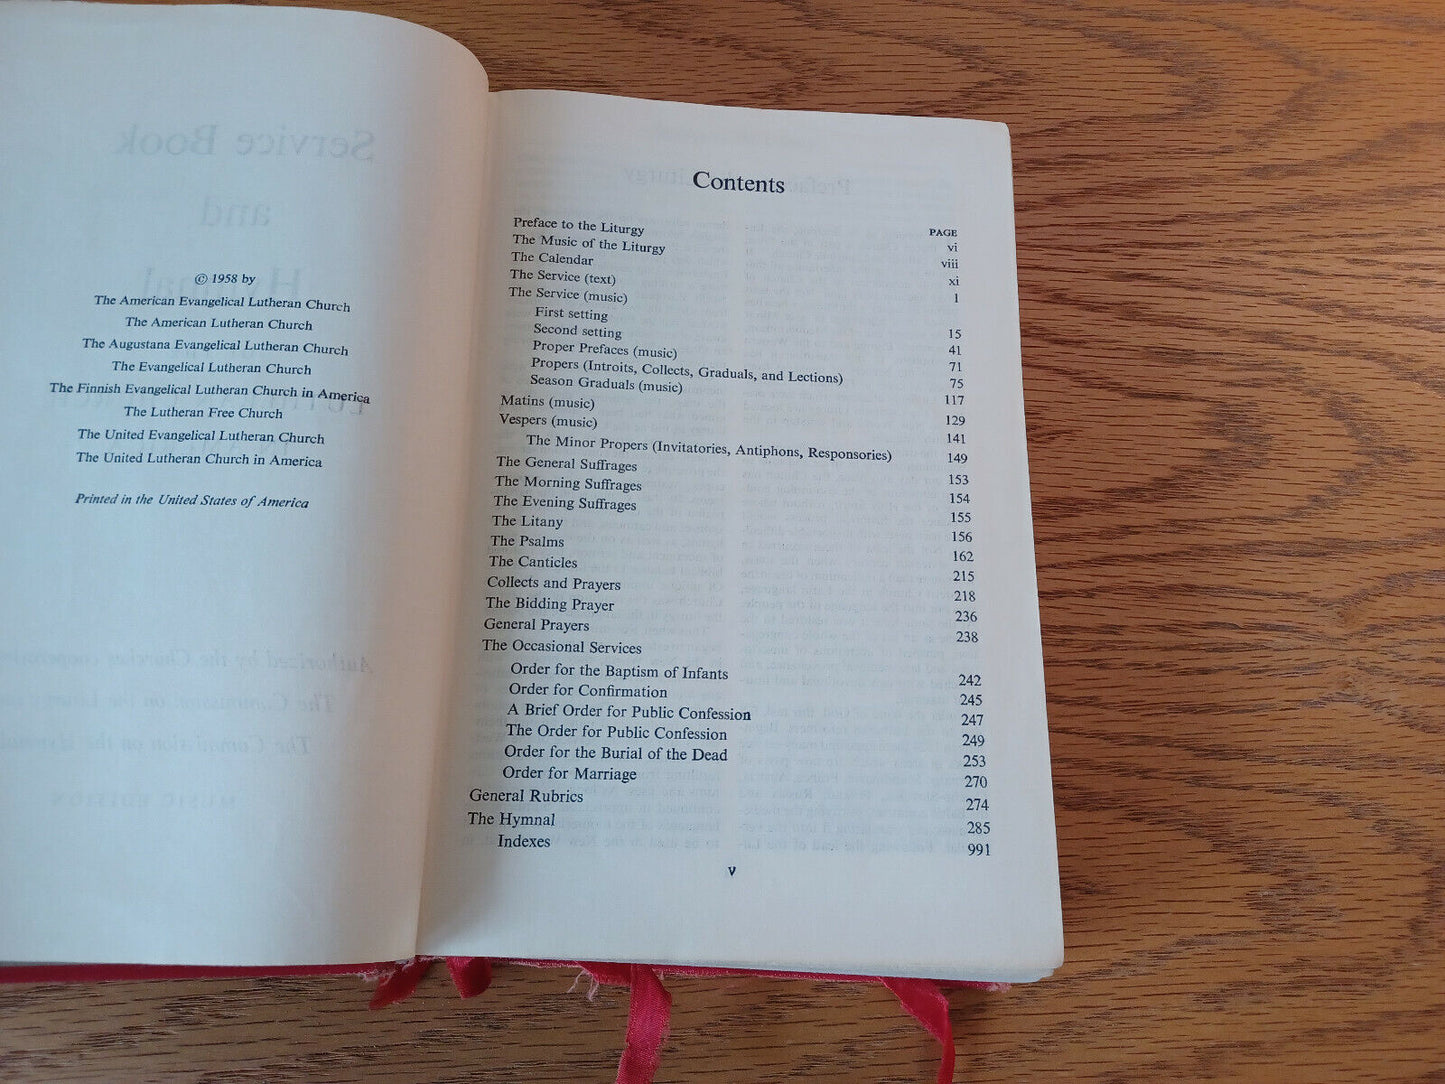 © 1958 by
The American Evangelical Lutheran Church
The American Lutheran Church
The Augustana Evangelical Lutheran Church
The Evangelical Lutheran Church
The Finnish Evangelical Lutheran Church in America
The Lutheran Free Church
The United Evangelical Lutheran Church
The United Lutheran Church in America
Printed in the United States of America
Contents
PAGE
Preface to the Liturgy vi
The Music of the Liturgy viii
The Calendar xi
The Service (text) 1
The Service (music)
First setting 15
Second setting 41
Proper Prefaces (music) 71
Propers (Introits, Collects, Graduals, and Lections) 75
Season Graduals (music) 117
Matins (music) 129
Vespers (music) 141
The Minor Propers (Invitatories, Antiphons, Responsories) 149
The General Suffrages 153
The Morning Suffrages 154
The Evening Suffrages 155
The Litany 156
The Psalms 162
The Canticles 215
Collects and Prayers 218
The Bidding Prayer 236
General Prayers 238
The Occasional Services
Order for the Baptism of Infants 242
Order for Confirmation 245
A Brief Order for Public Confession 247
The Order for Public Confession 249
Order for the Burial of the Dead 253
Order for Marriage 270
General Rubrics 274
The Hymnal 285
Indexes 991
v